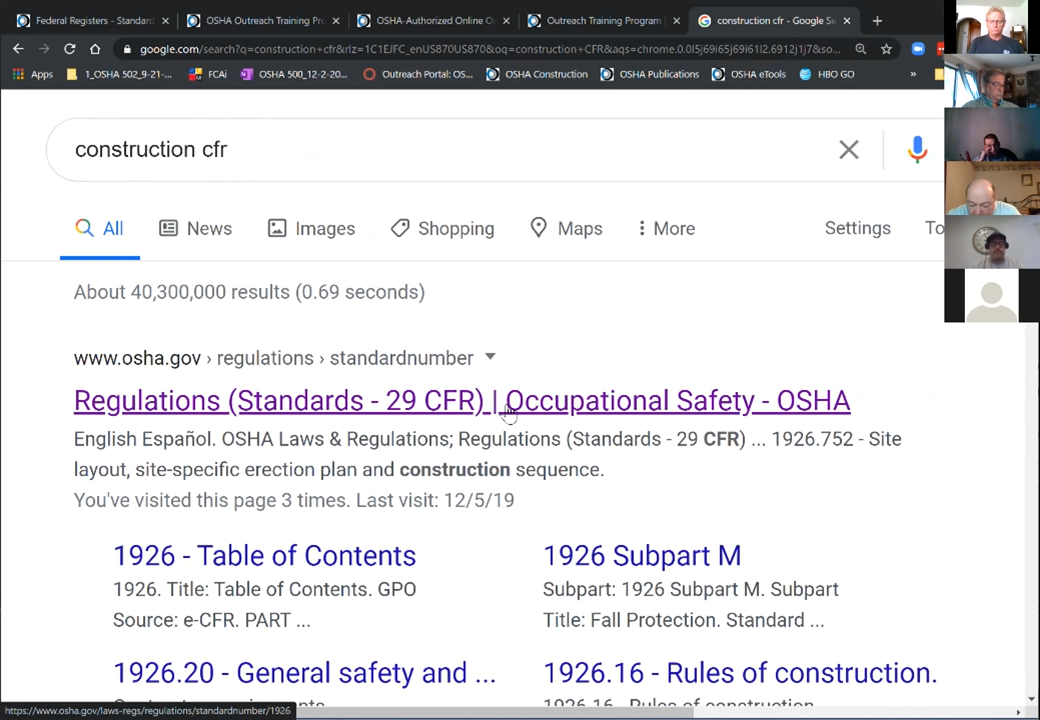 Federal Registers - Standard
OSHA Outreach Training Pr
OSHA-Authorized Online O
Outreach Training Program
construction cfr - Google Se
google.com/search?q=construction+cfr&rlz=1C1EJFC_enUS870US870&oq=construction+CFR&aqs=chrome.0.0l5j69i65j69i61l2.6912j1j7&so...
Apps
1_OSHA 502_9-21-...
FCAi
OSHA 500_12-2-20...
Outreach Portal: OS...
OSHA Construction
OSHA Publications
OSHA eTools
HBO GO
»
construction cfr
All
News
Images
Shopping
Maps
More
Settings
To
About 40,300,000 results (0.69 seconds)
www.osha.gov › regulations › standardnumber
Regulations (Standards - 29 CFR) | Occupational Safety - OSHA
English Español. OSHA Laws & Regulations; Regulations (Standards - 29 CFR) ... 1926.752 - Site
layout, site-specific erection plan and construction sequence.
You've visited this page 3 times. Last visit: 12/5/19
1926 - Table of Contents
1926. Title: Table of Contents. GPO
Source: e-CFR. PART ...
1926 Subpart M
Subpart: 1926 Subpart M. Subpart
Title: Fall Protection. Standard ...
1926.20 - General safety and ...
1926.16 - Rules of construction.
1926.16 - Rules of construction
https://www.osha.gov/laws-regs/regulations/standardnumber/1926